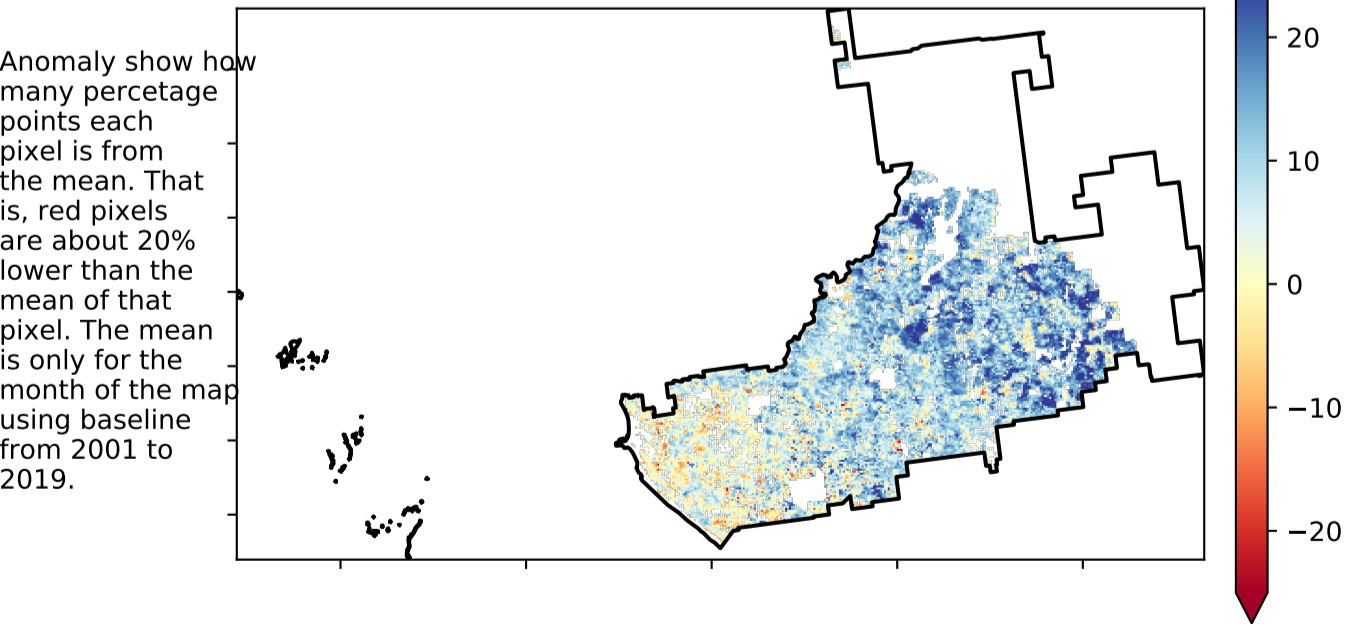 Anomaly show how
many percetage
points each
pixel is from
the mean. That
is, red pixels
are about 20%
lower than the
mean of that
pixel. The mean
is only for the
month of the map
using baseline
from 2001 to
2019.
20
10
0
−10
−20